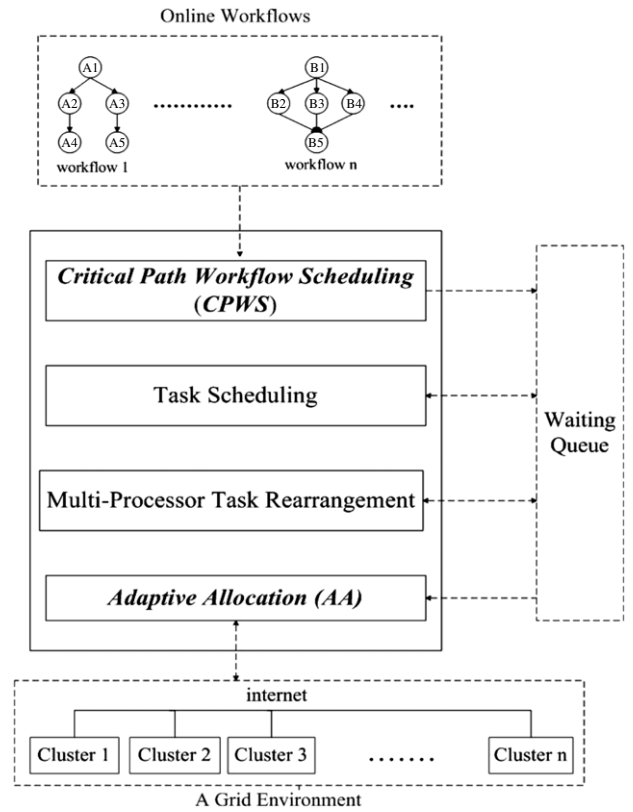 Online Workflows
A1
B1
A2
A3
............
B2
B3
B4
....
A4
A5
B5
workflow 1
workflow n
Critical Path Workflow Scheduling
(CPWS)
Task Scheduling
Waiting
Queue
Multi-Processor Task Rearrangement
Adaptive Allocation (AA)
internet
Cluster 1
Cluster 2
Cluster 3
.......
Cluster n
A Grid Environment